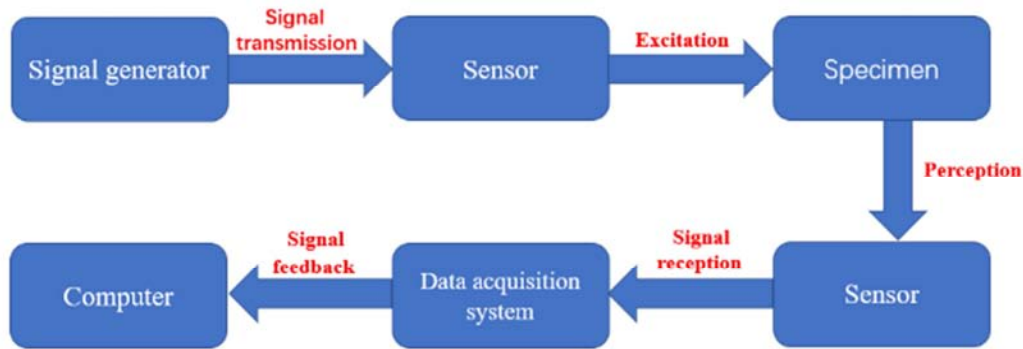 Signal
transmission
Excitation
Signal generator
Sensor
Specimen
Perception
Signal
feedback
Signal
reception
Computer
Data acquisition
system
Sensor